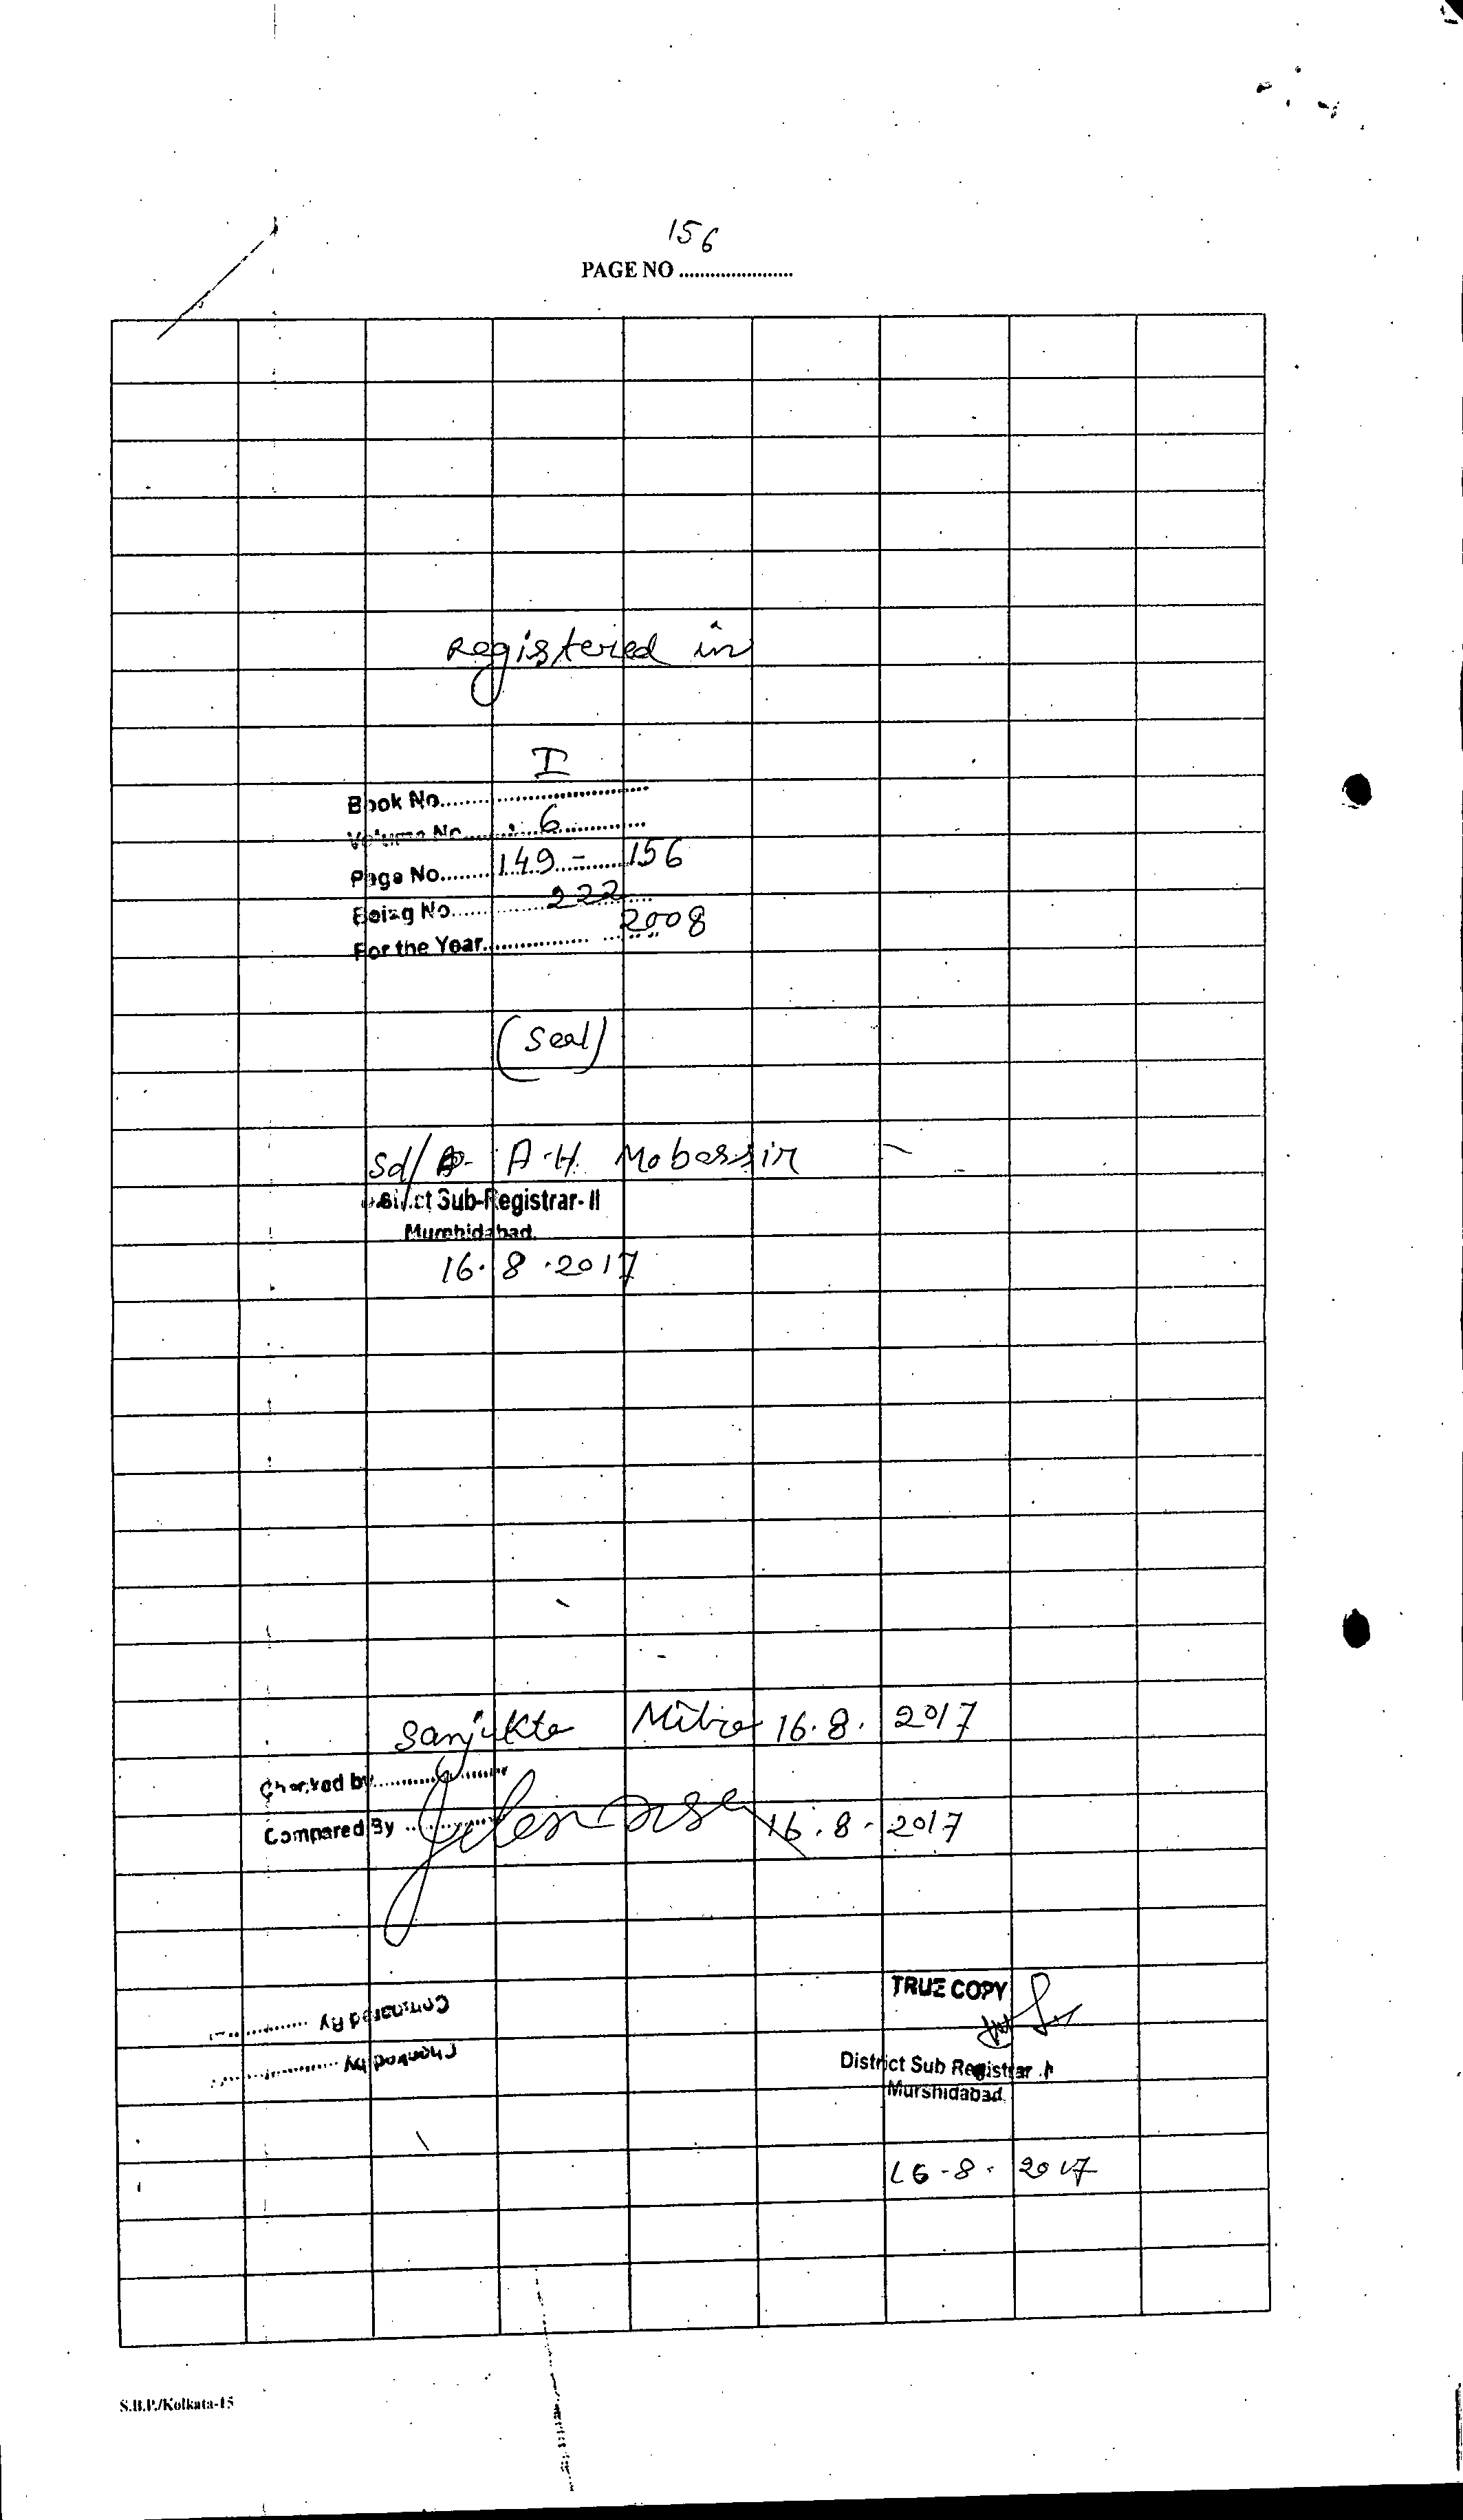 156
PAGE NO ......................
Registered in
I
Book No..........................................
Volume No............6...............
Page No........149-........156
Being No.................222......
For the Year.................... 2008
(Seal)
Sd/- A.H. Mobassir
District Sub-Registrar-II
Murshidabad
16.8.2017
Sanjukta Mitra 16.8.2017
Checked by........................
Compared By ................ 16.8.2017
TRUE COPY
Compared By ................
Checked by ....................
District Sub Registrar
Murshidabad
16-8-2017
S.B.P./Kolkata-15